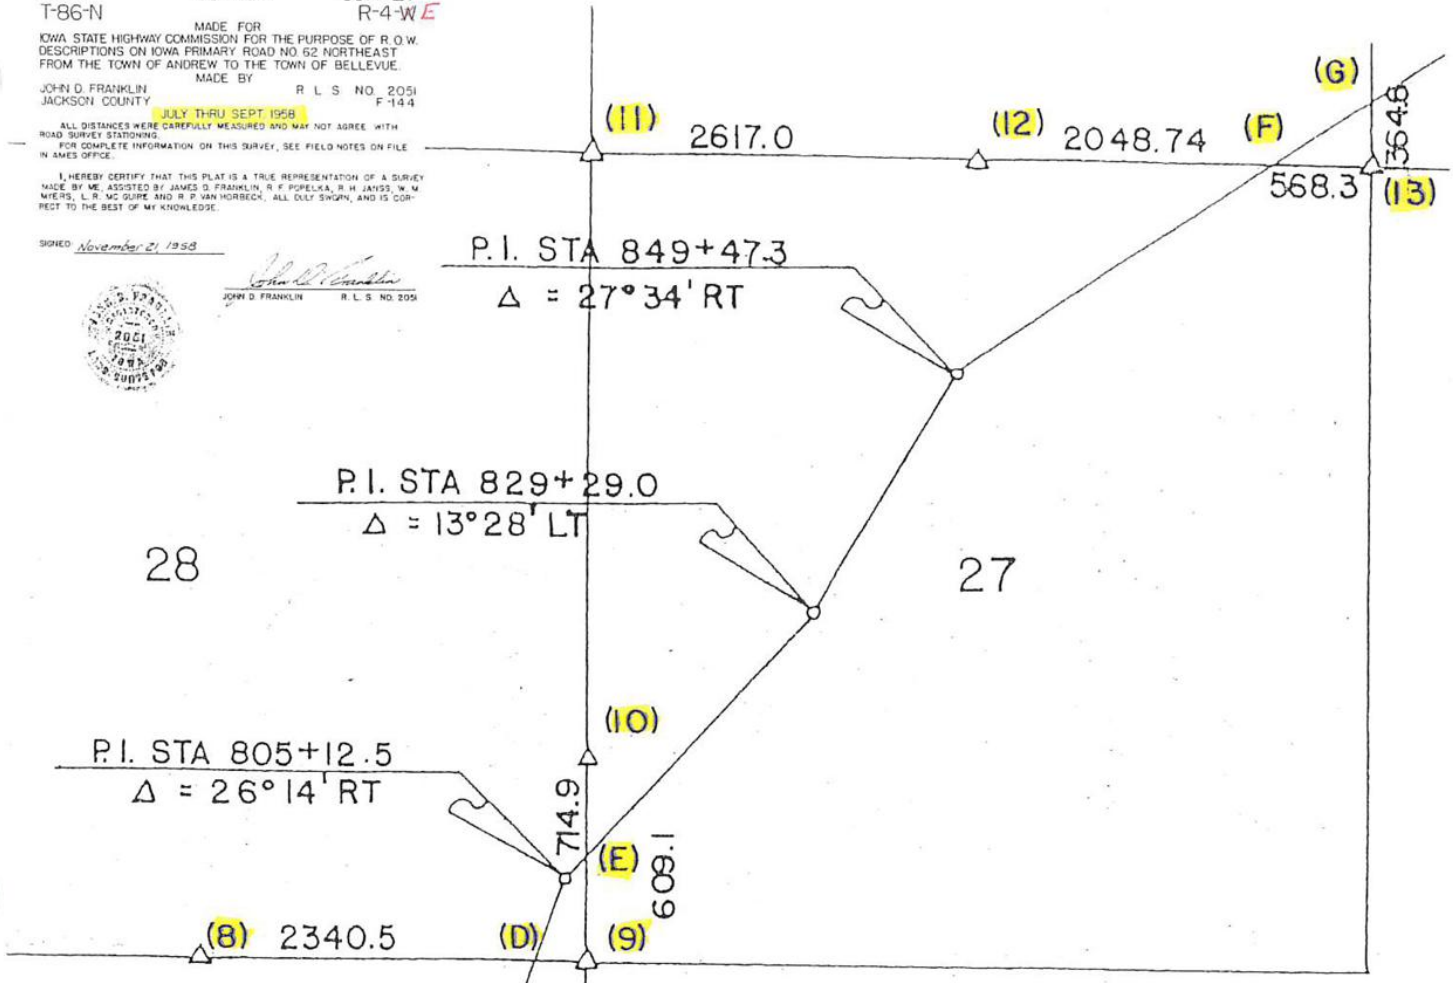 T-86-N R-4-W E
MADE FOR
IOWA STATE HIGHWAY COMMISSION FOR THE PURPOSE OF R.O.W.
DESCRIPTIONS ON IOWA PRIMARY ROAD NO. 62 NORTHEAST
FROM THE TOWN OF ANDREW TO THE TOWN OF BELLEVUE.
MADE BY
JOHN D. FRANKLIN R L S NO. 2051
JACKSON COUNTY F-144
JULY THRU SEPT 1958
ALL DISTANCES WERE CAREFULLY MEASURED AND MAY NOT AGREE WITH
ROAD SURVEY STATIONING.
FOR COMPLETE INFORMATION ON THIS SURVEY, SEE FIELD NOTES ON FILE
IN AMES OFFICE.
I, HEREBY CERTIFY THAT THIS PLAT IS A TRUE REPRESENTATION OF A SURVEY
MADE BY ME, ASSISTED BY JAMES D. FRANKLIN, R. F. POPELKA, R. H. JANSS, W. M.
MYERS, L. R. MC GUIRE AND R. P. VAN HORBECK, ALL DULY SWORN, AND IS COR-
RECT TO THE BEST OF MY KNOWLEDGE.
SIGNED November 21, 1958
John D Franklin
JOHN D. FRANKLIN R. L. S. NO. 2051
2051
IOWA
(G)
364.8
(11) 2617.0 (12) 2048.74 (F)
568.3 (13)
P.I. STA 849+47.3
Δ = 27°34' RT
P.I. STA 829+29.0
Δ = 13°28' LT
28
27
(10)
P.I. STA 805+12.5
Δ = 26°14' RT
714.9
(E)
609.1
(8) 2340.5 (D) (9)